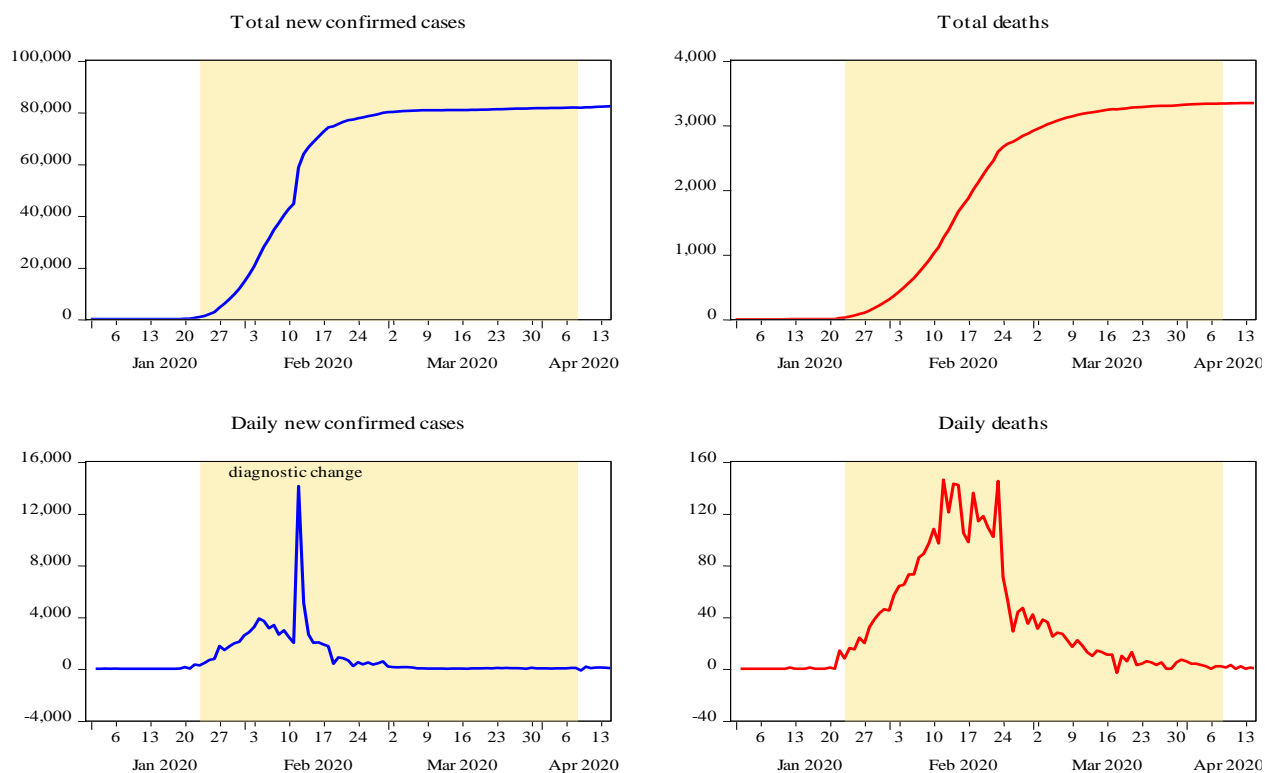 Total new confirmed cases
100,000
80,000
60,000
40,000
20,000
0
6 13 20 27 3 10 17 24 2 9 16 23 30 6 13
Jan 2020 Feb 2020 Mar 2020 Apr 2020
Total deaths
4,000
3,000
2,000
1,000
0
6 13 20 27 3 10 17 24 2 9 16 23 30 6 13
Jan 2020 Feb 2020 Mar 2020 Apr 2020
Daily new confirmed cases
16,000
diagnostic change
12,000
8,000
4,000
0
-4,000
6 13 20 27 3 10 17 24 2 9 16 23 30 6 13
Jan 2020 Feb 2020 Mar 2020 Apr 2020
Daily deaths
160
120
80
40
0
-40
6 13 20 27 3 10 17 24 2 9 16 23 30 6 13
Jan 2020 Feb 2020 Mar 2020 Apr 2020